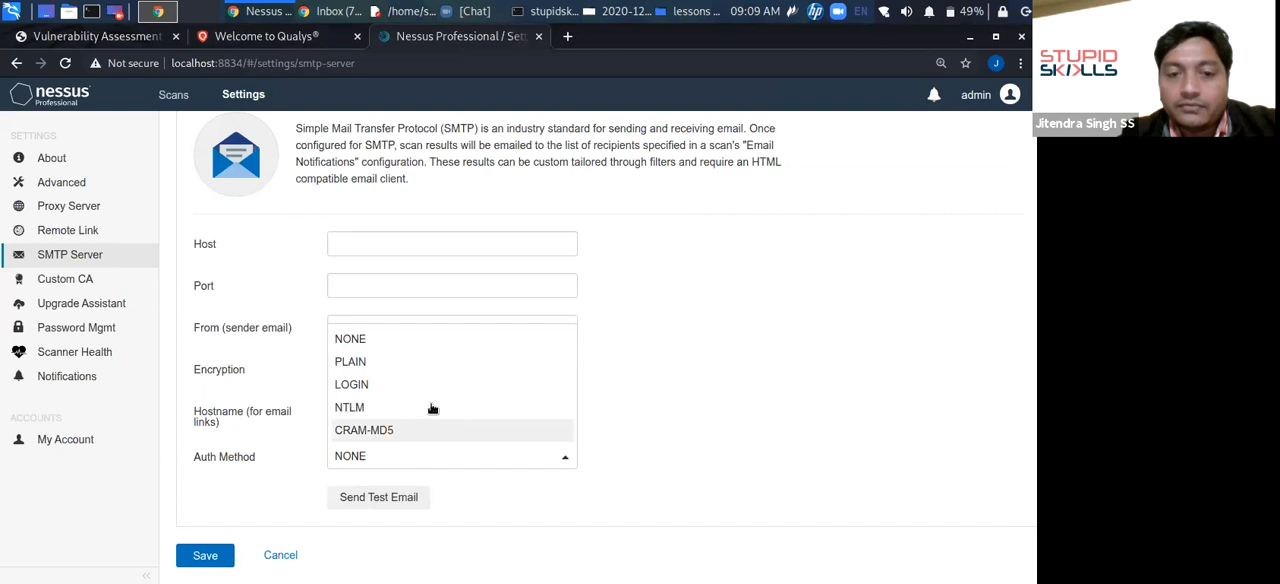 Nessus
Inbox (7...
/home/s...
[Chat]
stupidsk...
2020-12...
lessons ...
09:09 AM
EN
49%
Vulnerability Assessment
Welcome to Qualys®
Nessus Professional / Set
Not secure
localhost:8834/#/settings/smtp-server
J
nessus
Professional
Scans
Settings
admin
SETTINGS
About
Advanced
Proxy Server
Remote Link
SMTP Server
Custom CA
Upgrade Assistant
Password Mgmt
Scanner Health
Notifications
ACCOUNTS
My Account
Simple Mail Transfer Protocol (SMTP) is an industry standard for sending and receiving email. Once
configured for SMTP, scan results will be emailed to the list of recipients specified in a scan's "Email
Notifications" configuration. These results can be custom tailored through filters and require an HTML
compatible email client.
Host
Port
From (sender email)
Encryption
Hostname (for email
links)
Auth Method
NONE
PLAIN
LOGIN
NTLM
CRAM-MD5
NONE
Send Test Email
Save
Cancel
STUPID
SKILLS
Jitendra Singh SS